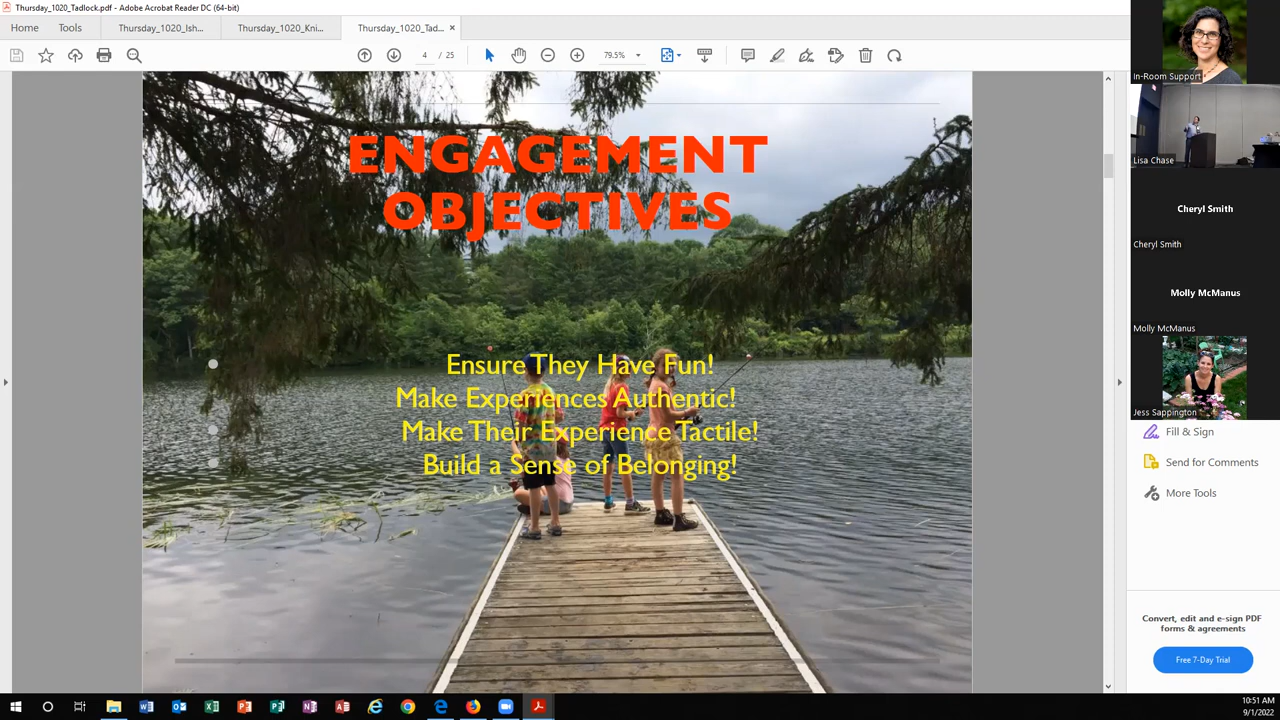 Thursday_1020_Tadlock.pdf - Adobe Acrobat Reader DC (64-bit)
Home
Tools
Thursday_1020_Ish...
Thursday_1020_Kni...
Thursday_1020_Tad...
4 / 25
79.5%
ENGAGEMENT
OBJECTIVES
Ensure They Have Fun!
Make Experiences Authentic!
Make Their Experience Tactile!
Build a Sense of Belonging!
In-Room Support
Lisa Chase
Cheryl Smith
Cheryl Smith
Molly McManus
Molly McManus
Jess Sappington
Fill & Sign
Send for Comments
More Tools
Convert, edit and e-sign PDF
forms & agreements
Free 7-Day Trial
10:51 AM
9/1/2022